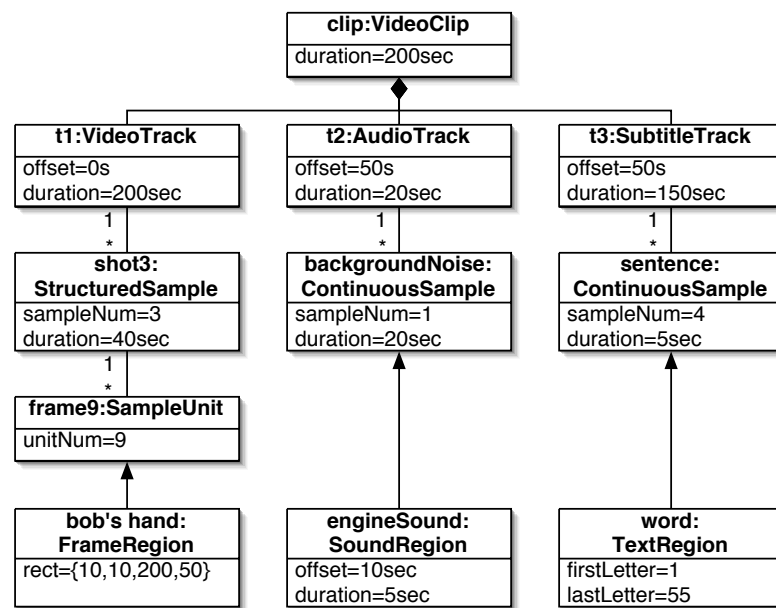 clip:VideoClip
duration=200sec
t1:VideoTrack
offset=0s
duration=200sec
t2:AudioTrack
offset=50s
duration=20sec
t3:SubtitleTrack
offset=50s
duration=150sec
1
*
1
*
1
*
shot3:
StructuredSample
sampleNum=3
duration=40sec
backgroundNoise:
ContinuousSample
sampleNum=1
duration=20sec
sentence:
ContinuousSample
sampleNum=4
duration=5sec
1
*
frame9:SampleUnit
unitNum=9
bob's hand:
FrameRegion
rect={10,10,200,50}
engineSound:
SoundRegion
offset=10sec
duration=5sec
word:
TextRegion
firstLetter=1
lastLetter=55